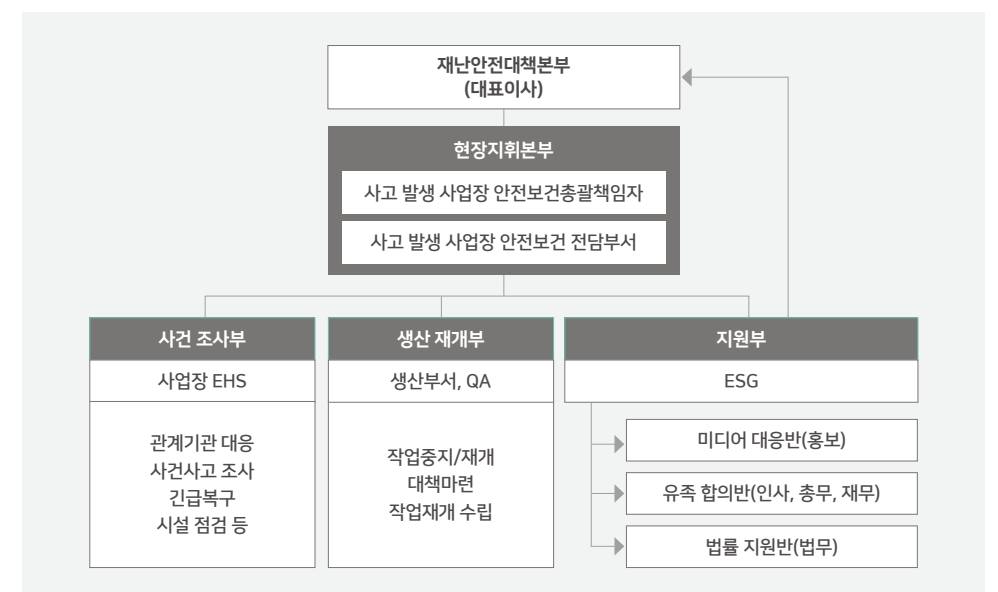 재난안전대책본부
(대표이사)
현장지휘본부
사고 발생 사업장 안전보건총괄책임자
사고 발생 사업장 안전보건 전담부서
사건 조사부
사업장 EHS
관계기관 대응
사건사고 조사
긴급복구
시설 점검 등
생산 재개부
생산부서, QA
작업중지/재개
대책마련
작업재개 수립
지원부
ESG
미디어 대응반(홍보)
유족 합의반(인사, 총무, 재무)
법률 지원반(법무)